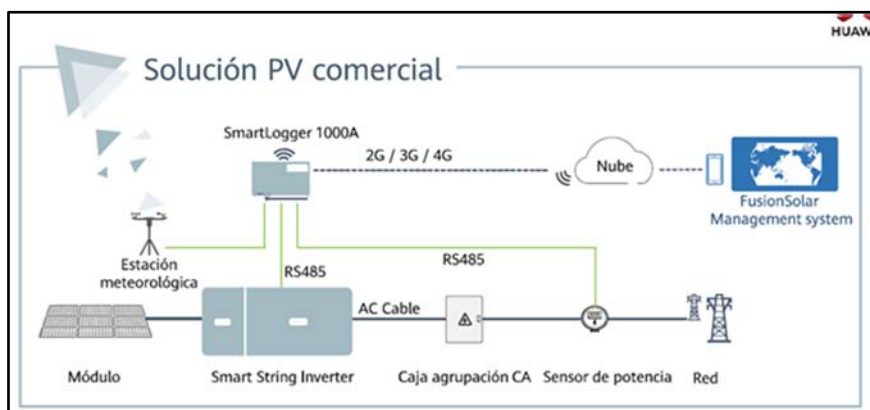 HUAW
Solución PV comercial
SmartLogger 1000A
2G / 3G / 4G
Nube
FusionSolar
Management system
Estación
meteorológica
RS485
RS485
AC Cable
Módulo
Smart String Inverter
Caja agrupación CA
Sensor de potencia
Red